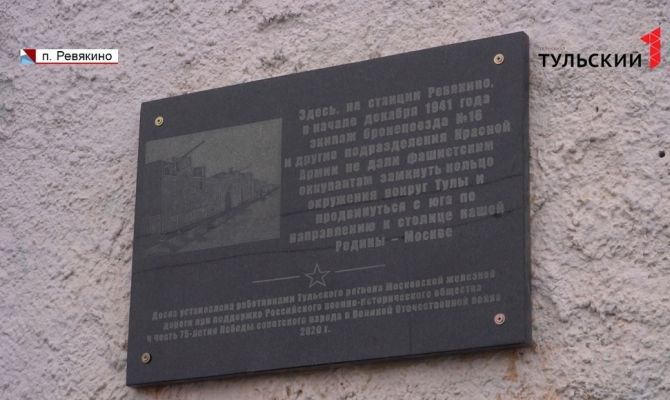 п. Ревякино
ТУЛЬСКИЙ 1
Здесь, на станции Ревякино,
в начале декабря 1941 года
экипаж бронепоезда №16
и другие подразделения Красной
Армии не дали фашистским
оккупантам замкнуть кольцо
окружения вокруг Тулы и
продвинуться с юга по
направлению к столице нашей
Родины – Москве
Доска установлена работниками Тульского региона Московской железной
дороги при поддержке Российского военно-исторического общества
в честь 75-летия Победы советского народа в Великой Отечественной войне
2020 г.